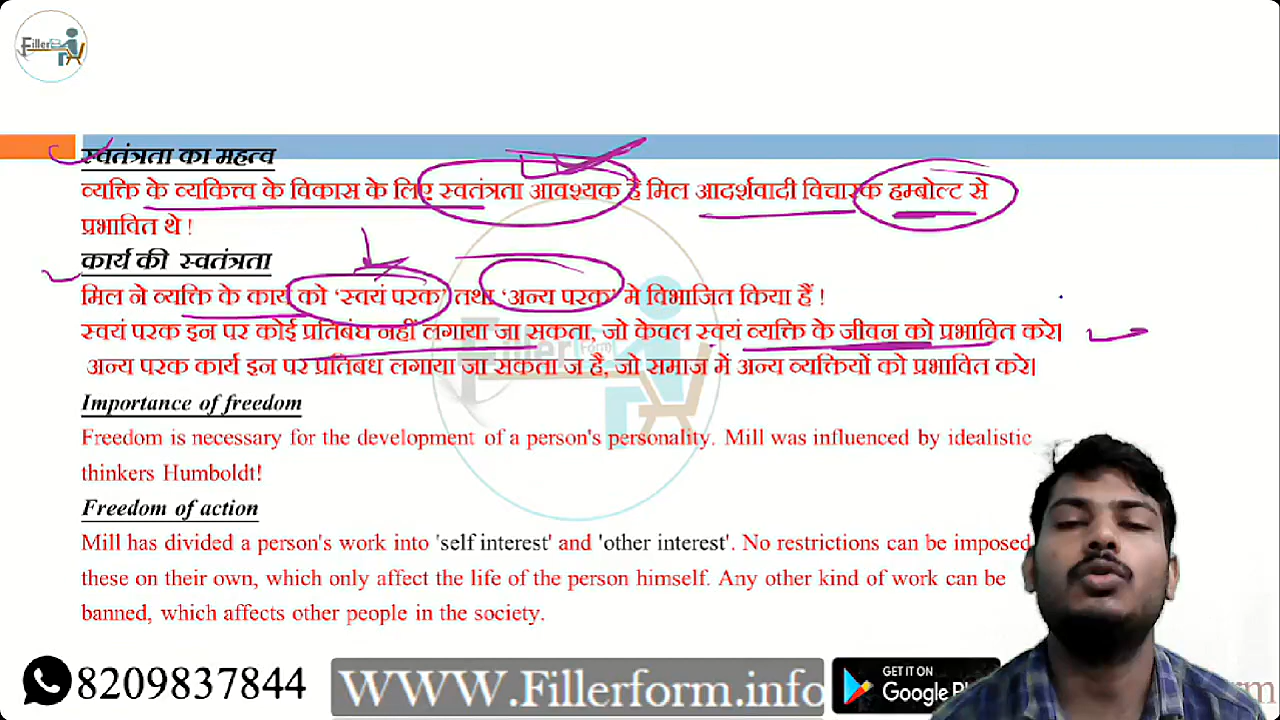 Fillerform
स्वतंत्रता का महत्व
व्यक्ति के व्यकित्त्व के विकास के लिए स्वतंत्रता आवश्यक है मिल आदर्शवादी विचारक हम्बोल्ट से
प्रभावित थे !
कार्य की स्वतंत्रता
मिल ने व्यक्ति के कार्य को ‘स्वयं परक’ तथा ‘अन्य परक’ मे विभाजित किया हैं !
स्वयं परक इन पर कोई प्रतिबंध नहीं लगाया जा सकता, जो केवल स्वयं व्यक्ति के जीवन को प्रभावित करे।
अन्य परक कार्य इन पर प्रतिबंध लगाया जा सकता ज है, जो समाज में अन्य व्यक्तियों को प्रभावित करे।
Importance of freedom
Freedom is necessary for the development of a person's personality. Mill was influenced by idealistic
thinkers Humboldt!
Freedom of action
Mill has divided a person's work into 'self interest' and 'other interest'. No restrictions can be imposed
these on their own, which only affect the life of the person himself. Any other kind of work can be
banned, which affects other people in the society.
8209837844
WWW.Fillerform.info
GET IT ON
Google